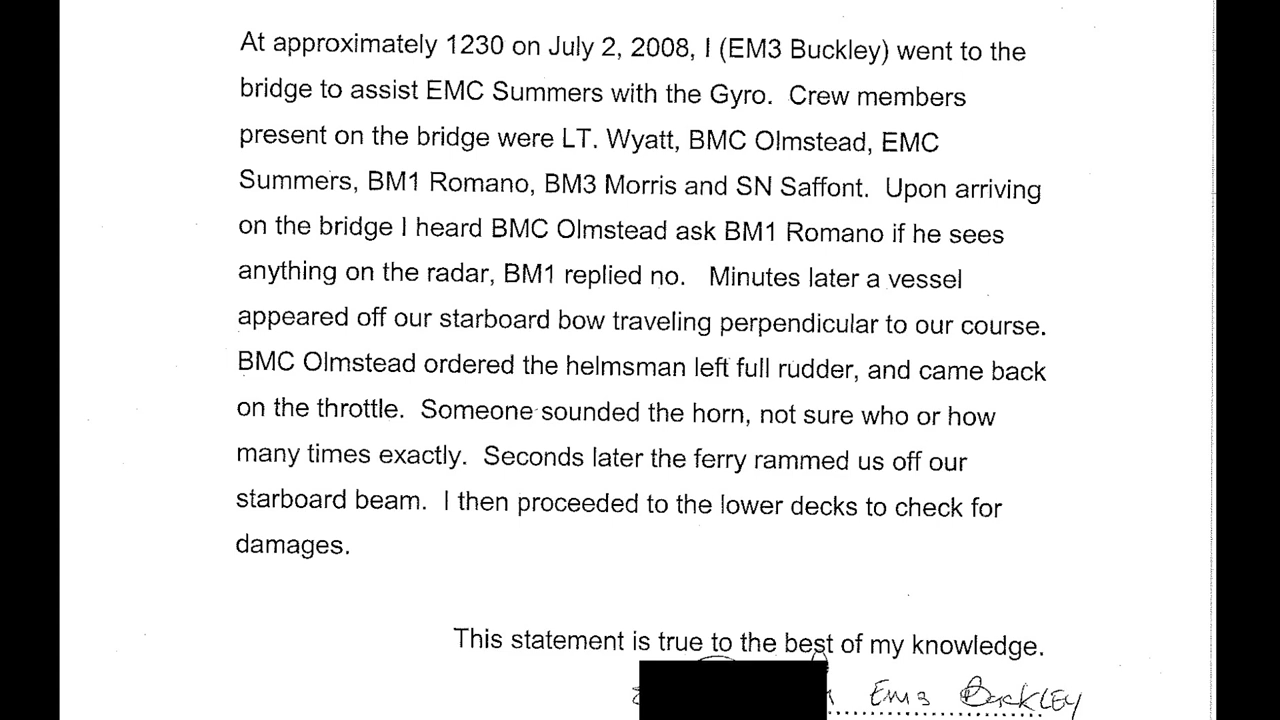 At approximately 1230 on July 2, 2008, I (EM3 Buckley) went to the
bridge to assist EMC Summers with the Gyro. Crew members
present on the bridge were LT. Wyatt, BMC Olmstead, EMC
Summers, BM1 Romano, BM3 Morris and SN Saffont. Upon arriving
on the bridge I heard BMC Olmstead ask BM1 Romano if he sees
anything on the radar, BM1 replied no. Minutes later a vessel
appeared off our starboard bow traveling perpendicular to our course.
BMC Olmstead ordered the helmsman left full rudder, and came back
on the throttle. Someone sounded the horn, not sure who or how
many times exactly. Seconds later the ferry rammed us off our
starboard beam. I then proceeded to the lower decks to check for
damages.
This statement is true to the best of my knowledge.
EM3 Buckley